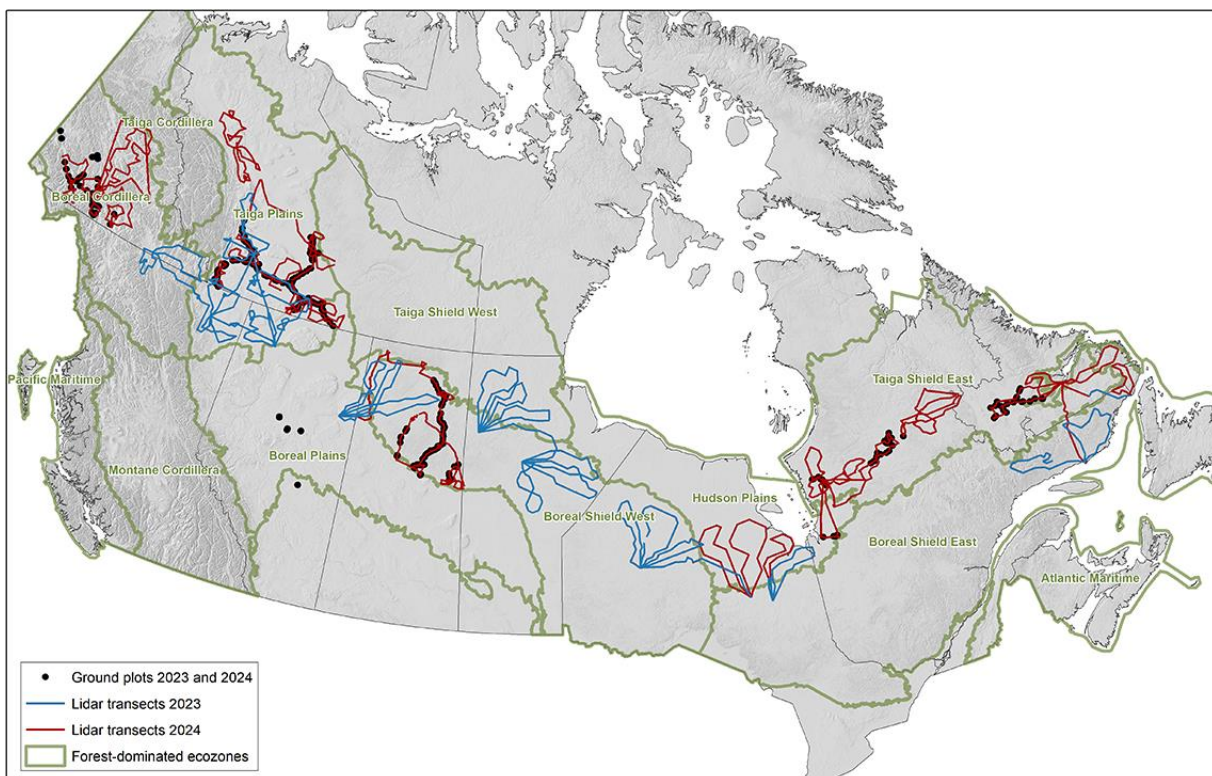 Taiga Cordillera
Boreal Cordillera
Taiga Plains
Taiga Shield West
Pacific Maritime
Taiga Shield East
Montane Cordillera
Boreal Plains
Hudson Plains
Boreal Shield West
Boreal Shield East
Atlantic Maritime
Ground plots 2023 and 2024
Lidar transects 2023
Lidar transects 2024
Forest-dominated ecozones